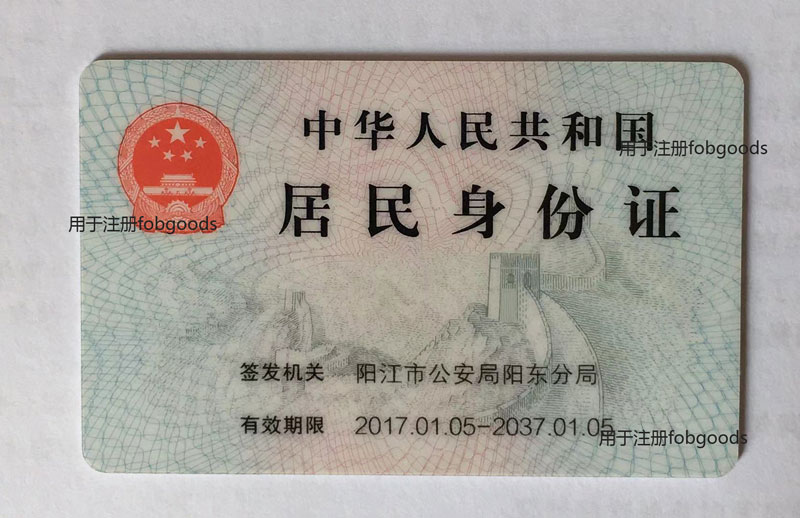 中华人民共和国
用于注册fobgoods
居民身份证
用于注册fobgoods
签发机关 阳江市公安局阳东分局
有效期限 2017.01.05-2037.01.05
用于注册fobgoods